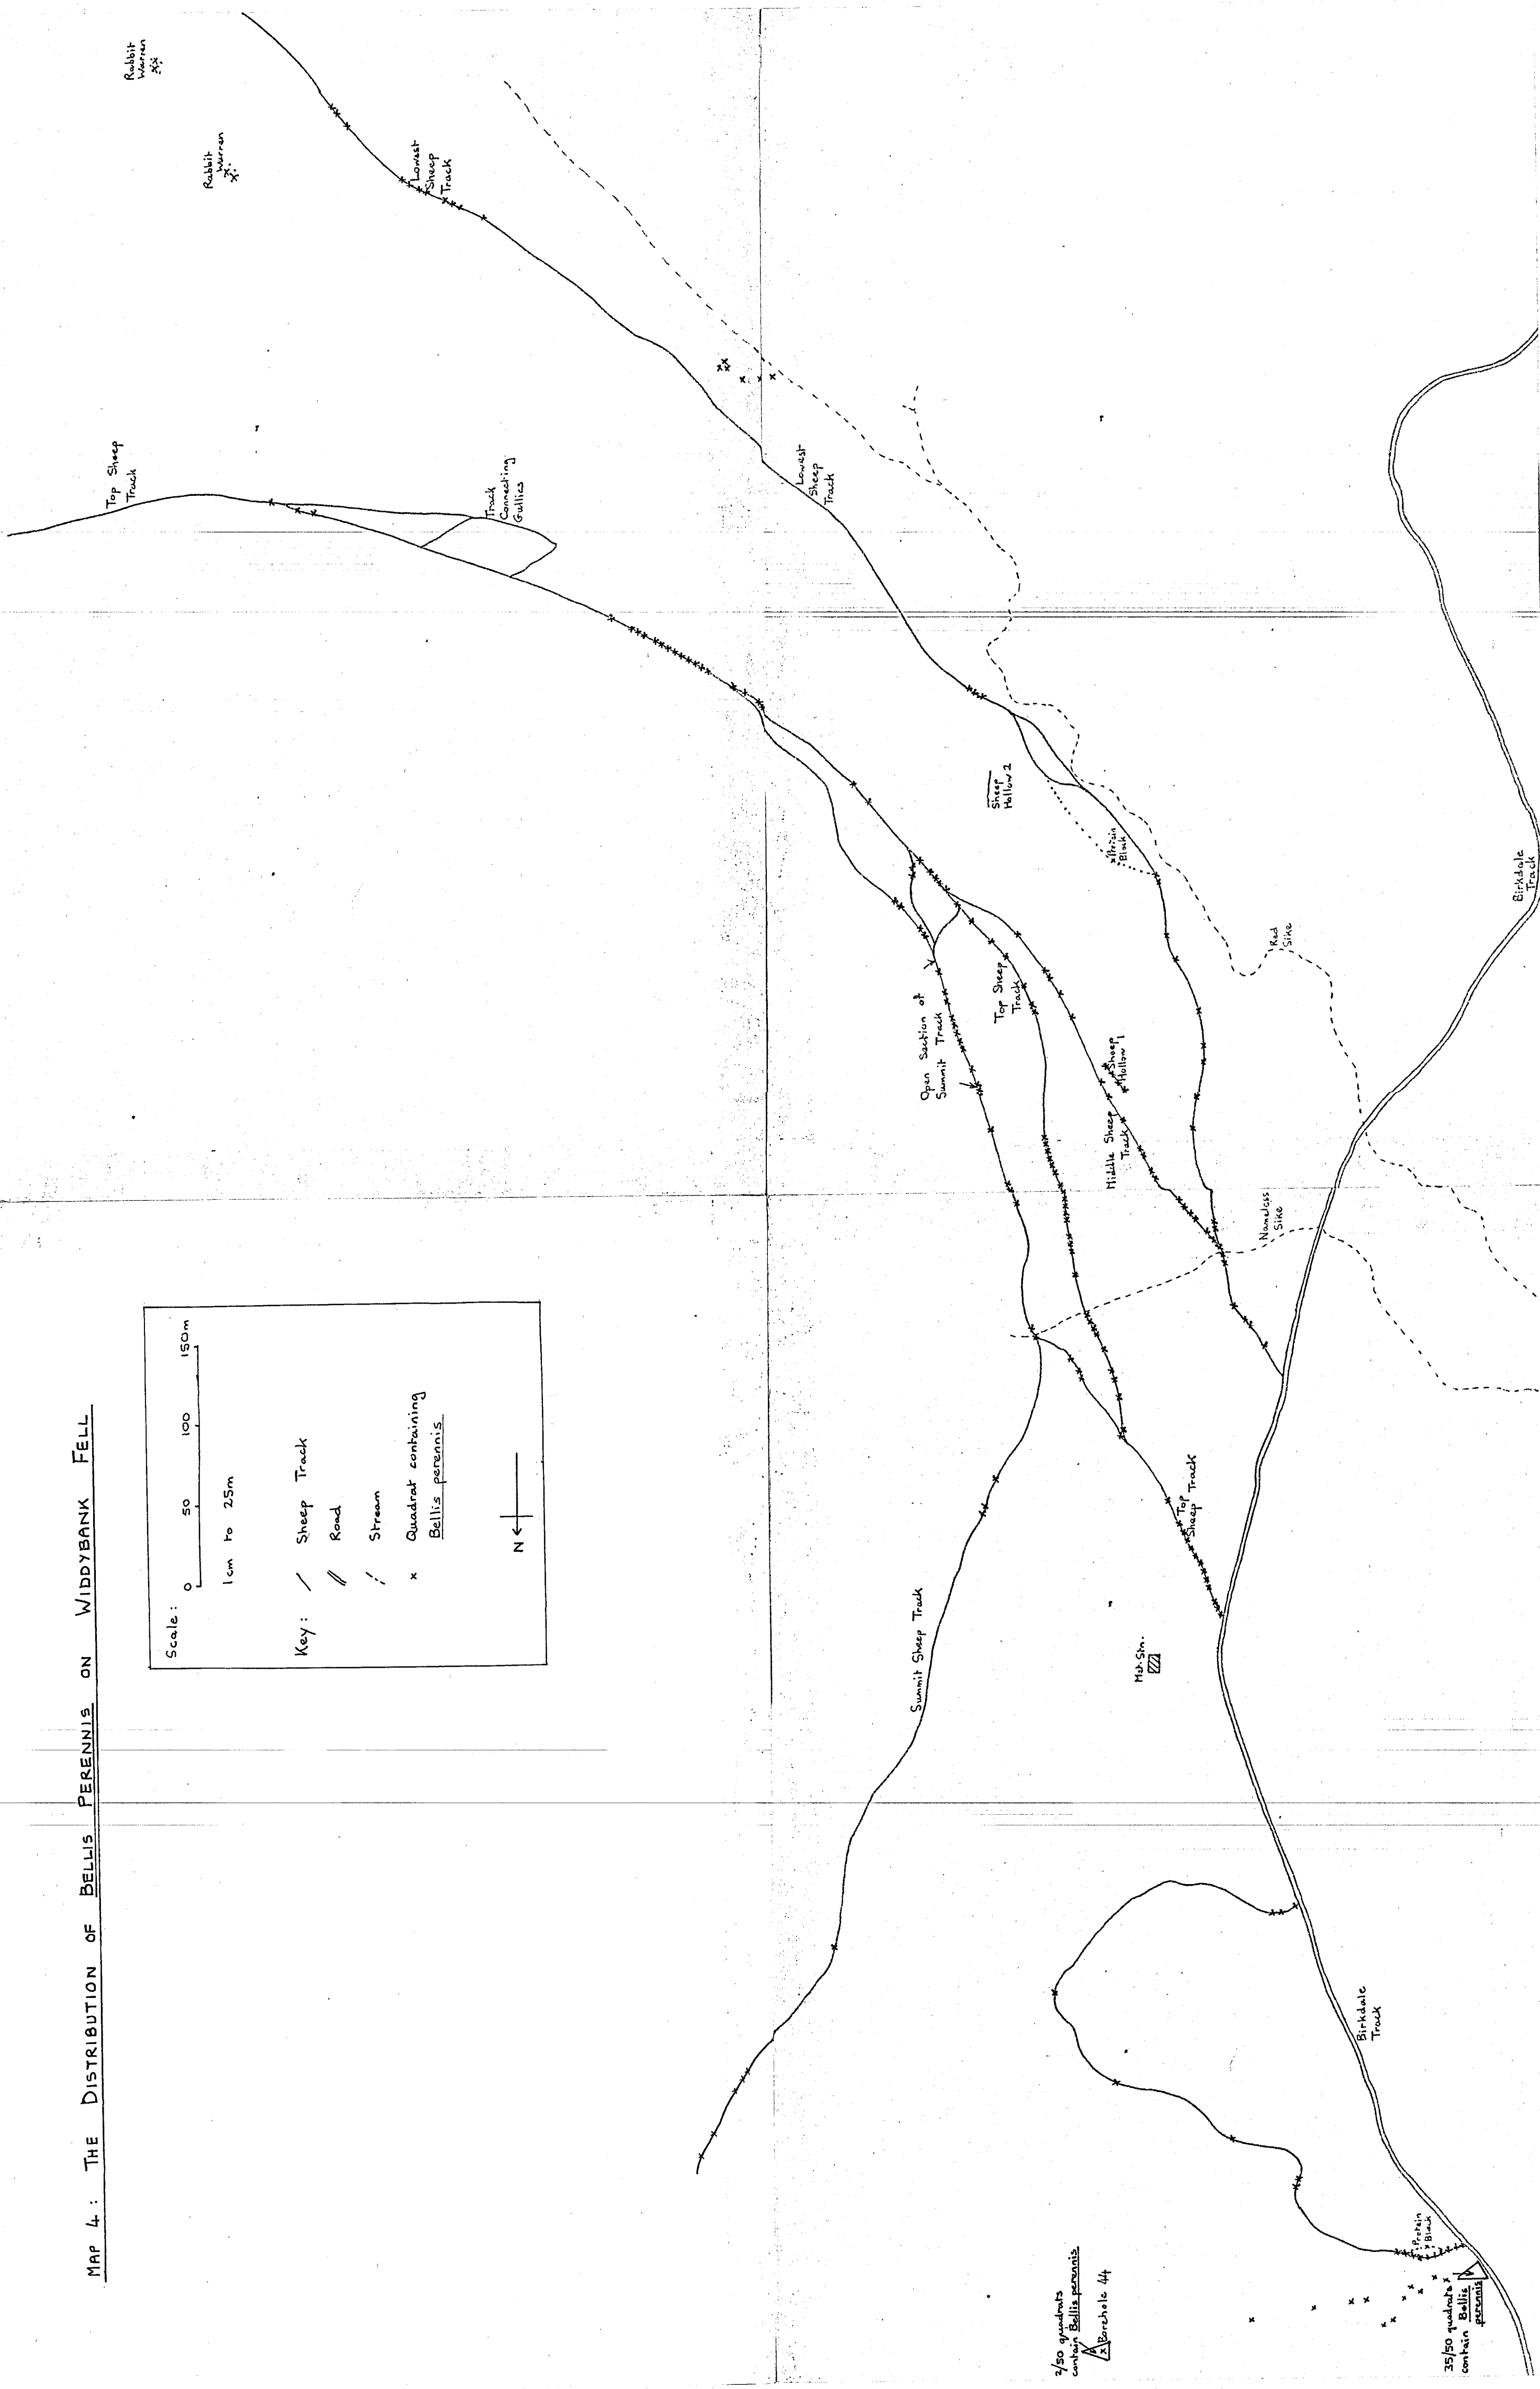 MAP 4 : THE DISTRIBUTION OF BELLIS PERENNIS ON WIDDYBANK FELL
Scale :
0 50 100 150m
1cm to 25m
Key :
Sheep Track
Road
Stream
Quadrat containing
Bellis perennis
N
Rabbit
Warren
Rabbit
Warren
Lowest
Sheep
Track
Top Sheep
Track
Track
Connecting
Gullies
Lowest
Sheep
Track
Sheep
Hollow 2
Protein
Block
Red
Sike
Birkdale
Track
Open Section of
Summit Track
Top Sheep
Track
Sheep
Hollow 1
Middle Sheep
Track
Nameless
Sike
Top
Sheep Track
Summit Sheep Track
Met. Stn.
Birkdale
Track
Protein
Block
2/50 quadrats
contain Bellis perennis
Borehole 44
35/50 quadrats
contain Bellis
perennis